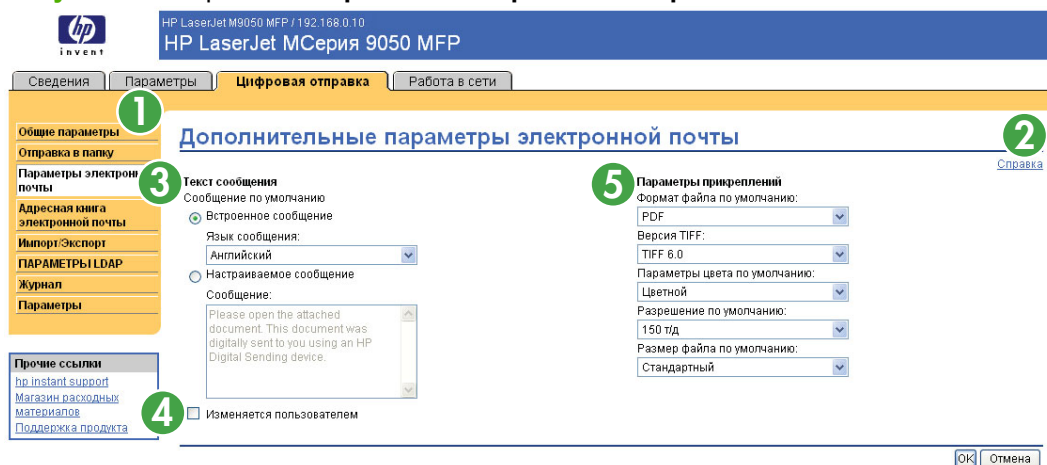 hp
invent
HP LaserJet M9050 MFP / 192.168.0.10
HP LaserJet MСерия 9050 MFP
Сведения
Параметры
Цифровая отправка
Работа в сети
1
Общие параметры
Отправка в папку
Параметры электронн
почты
Адресная книга
электронной почты
Импорт/Экспорт
ПАРАМЕТРЫ LDAP
Журнал
Параметры
Прочие ссылки
hp instant support
Магазин расходных
материалов
Поддержка продукта
Дополнительные параметры электронной почты
2
Справка
3
Текст сообщения
Сообщение по умолчанию
Встроенное сообщение
Язык сообщения:
Английский
Настраиваемое сообщение
Сообщение:
Please open the attached
document. This document was
digitally sent to you using an HP
Digital Sending device.
4
Изменяется пользователем
5
Параметры прикреплений
Формат файла по умолчанию:
PDF
Версия TIFF:
TIFF 6.0
Параметры цвета по умолчанию:
Цветной
Разрешение по умолчанию:
150 т/д
Размер файла по умолчанию:
Стандартный
OK
Отмена